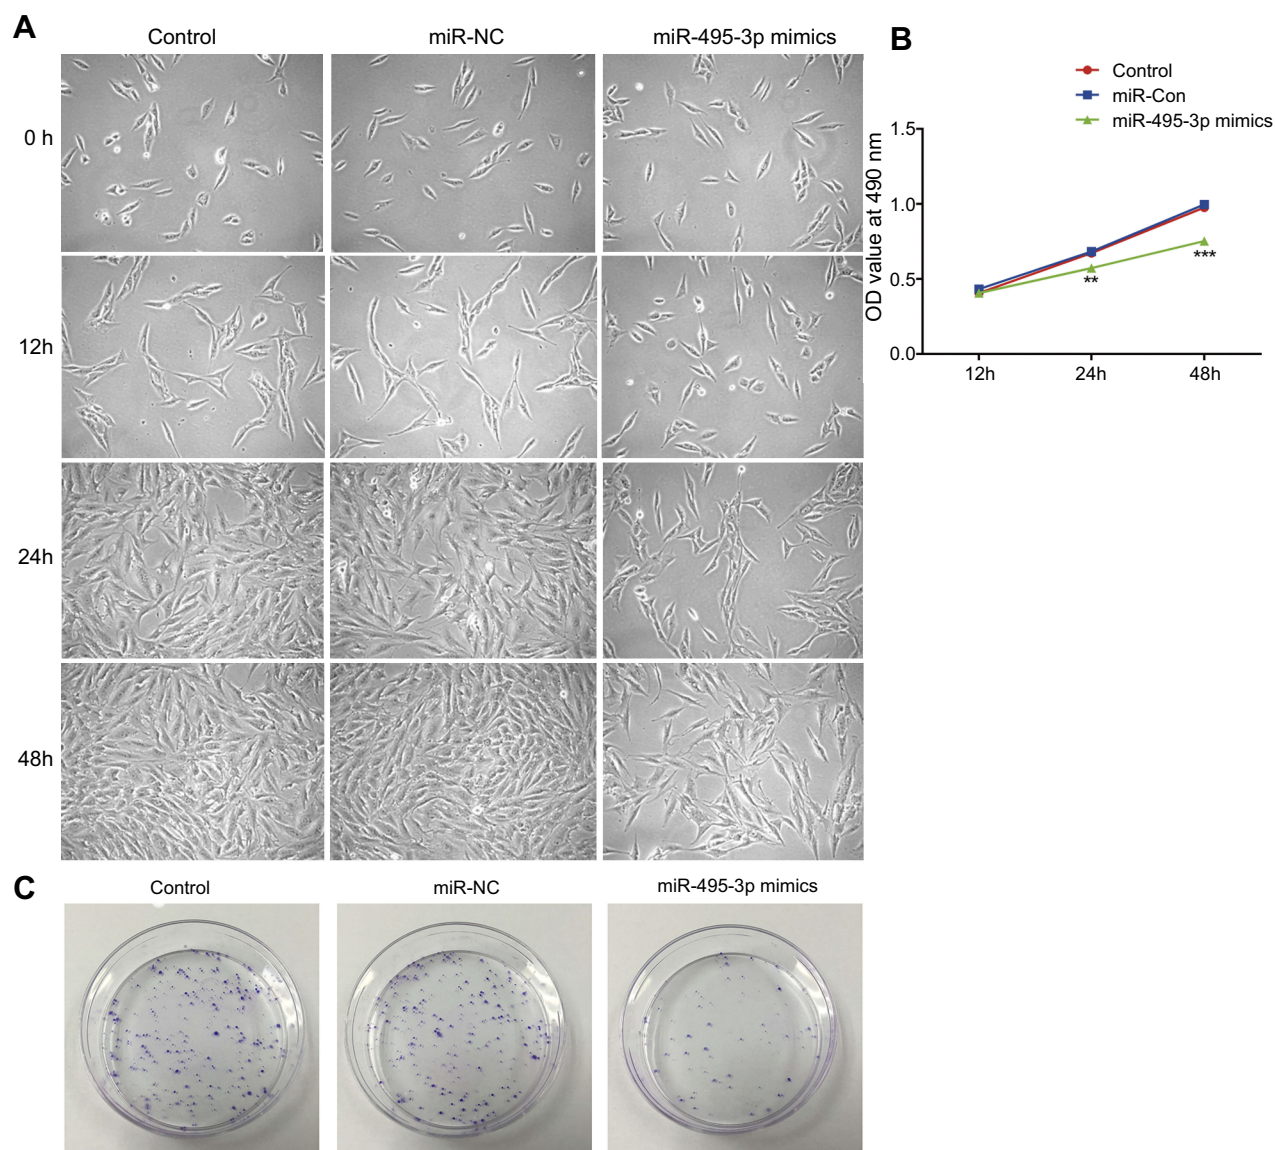 A
Control
miR-NC
miR-495-3p mimics
0 h
12h
24h
48h
B
Control
miR-Con
miR-495-3p mimics
OD value at 490 nm
1.5
1.0
0.5
0.0
**
***
12h
24h
48h
C
Control
miR-NC
miR-495-3p mimics